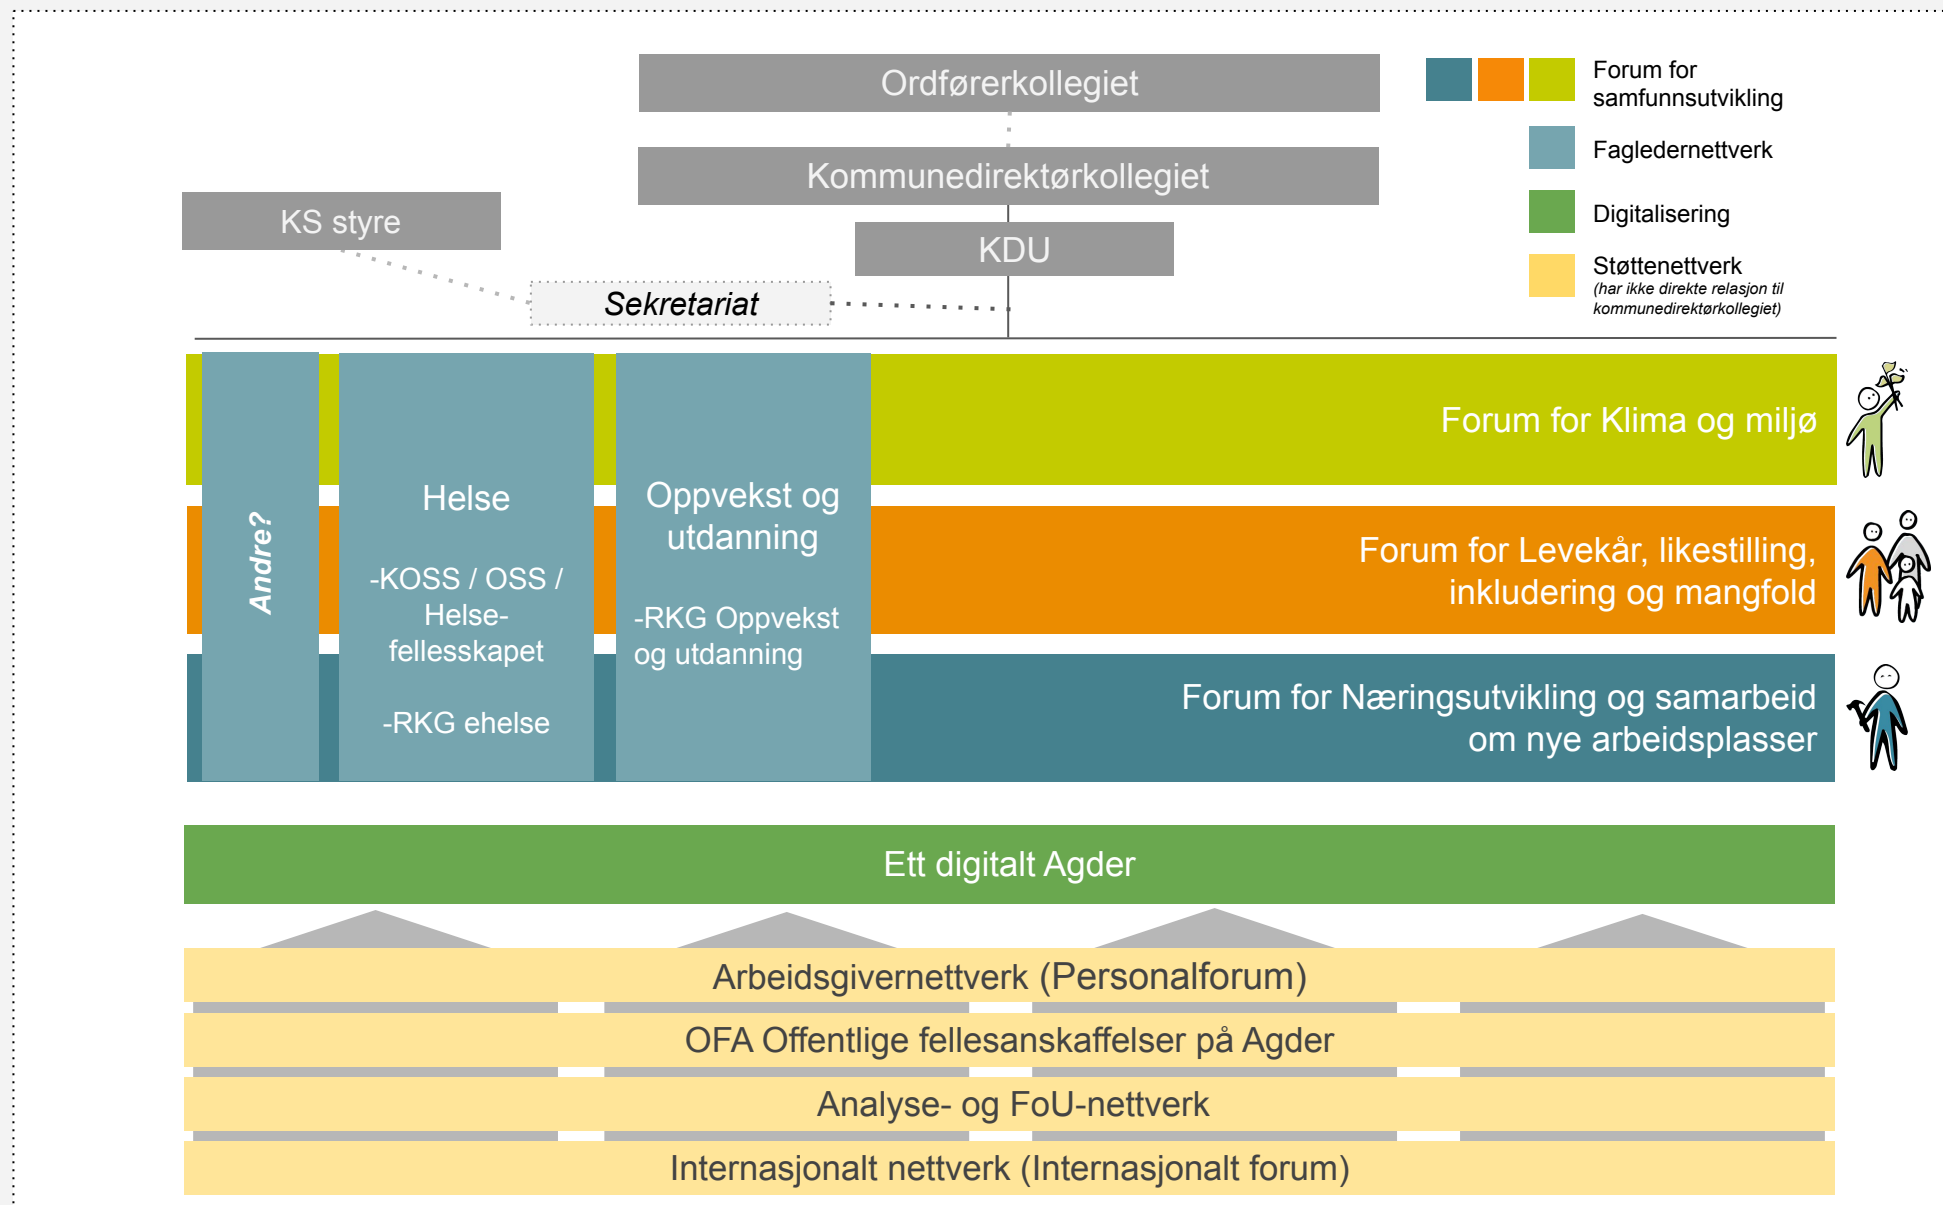 Ordførerkollegiet
Kommunedirektørkollegiet
KS styre
KDU
Sekretariat
Forum for
samfunnsutvikling
Fagledernettverk
Digitalisering
Støttenettverk
(har ikke direkte relasjon til
kommunedirektørkollegiet)
Andre?
Helse
-KOSS / OSS /
Helse-
fellesskapet
-RKG ehelse
Oppvekst og
utdanning
-RKG Oppvekst
og utdanning
Forum for Klima og miljø
Forum for Levekår, likestilling,
inkludering og mangfold
Forum for Næringsutvikling og samarbeid
om nye arbeidsplasser
Ett digitalt Agder
Arbeidsgivernettverk (Personalforum)
OFA Offentlige fellesanskaffelser på Agder
Analyse- og FoU-nettverk
Internasjonalt nettverk (Internasjonalt forum)